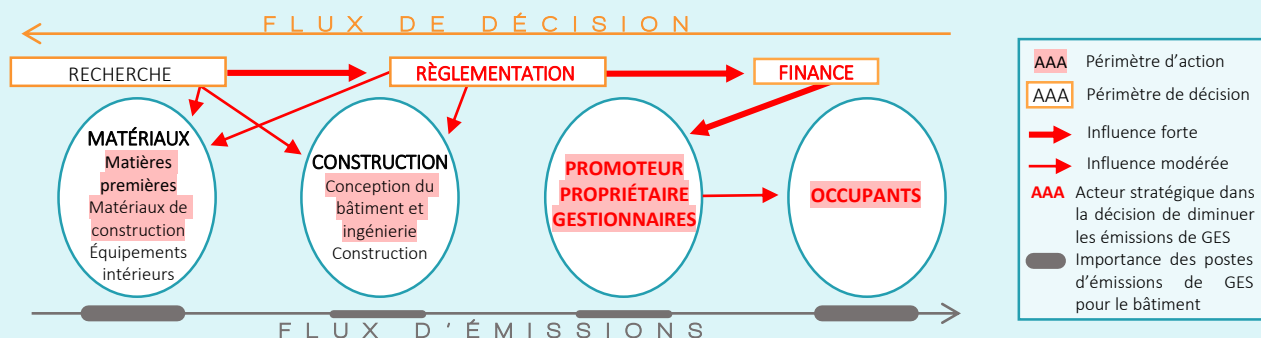 FLUX DE DÉCISION
RECHERCHE
RÈGLEMENTATION
FINANCE
MATÉRIAUX
Matières
premières
Matériaux de
construction
Équipements
intérieurs
CONSTRUCTION
Conception du
bâtiment et
ingénierie
Construction
PROMOTEUR
PROPRIÉTAIRE
GESTIONNAIRES
OCCUPANTS
FLUX D'ÉMISSIONS
AAA Périmètre d'action
AAA Périmètre de décision
Influence forte
Influence modérée
AAA Acteur stratégique dans
la décision de diminuer
les émissions de GES
Importance des postes
d'émissions de GES
pour le bâtiment